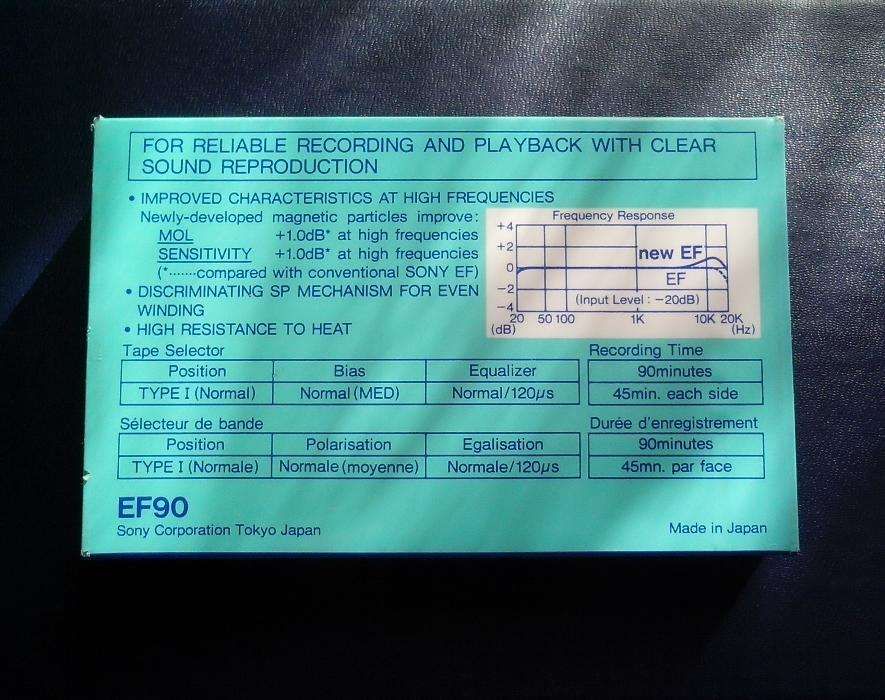 FOR RELIABLE RECORDING AND PLAYBACK WITH CLEAR
SOUND REPRODUCTION
• IMPROVED CHARACTERISTICS AT HIGH FREQUENCIES
Newly-developed magnetic particles improve:
MOL +1.0dB* at high frequencies
SENSITIVITY +1.0dB* at high frequencies
(*·······compared with conventional SONY EF)
• DISCRIMINATING SP MECHANISM FOR EVEN
WINDING
• HIGH RESISTANCE TO HEAT
Frequency Response
+4
+2
0
−2
−4
new EF
EF
(Input Level : −20dB)
20 50 100 1K 10K 20K
(dB) (Hz)
Tape Selector
Position Bias Equalizer
TYPE I (Normal) Normal (MED) Normal/120μs
Recording Time
90minutes
45min. each side
Sélecteur de bande
Position Polarisation Egalisation
TYPE I (Normale) Normale (moyenne) Normale/120μs
Durée d'enregistrement
90minutes
45mn. par face
EF90
Sony Corporation Tokyo Japan
Made in Japan